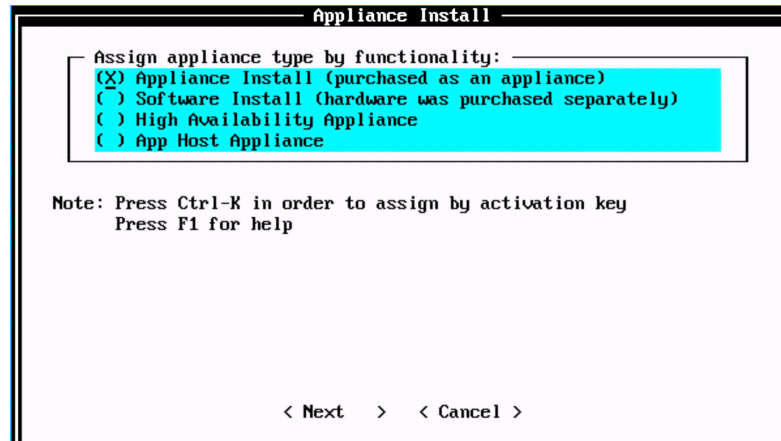 Appliance Install
Assign appliance type by functionality:
(X) Appliance Install (purchased as an appliance)
( ) Software Install (hardware was purchased separately)
( ) High Availability Appliance
( ) App Host Appliance
Note: Press Ctrl-K in order to assign by activation key
Press F1 for help
< Next > < Cancel >